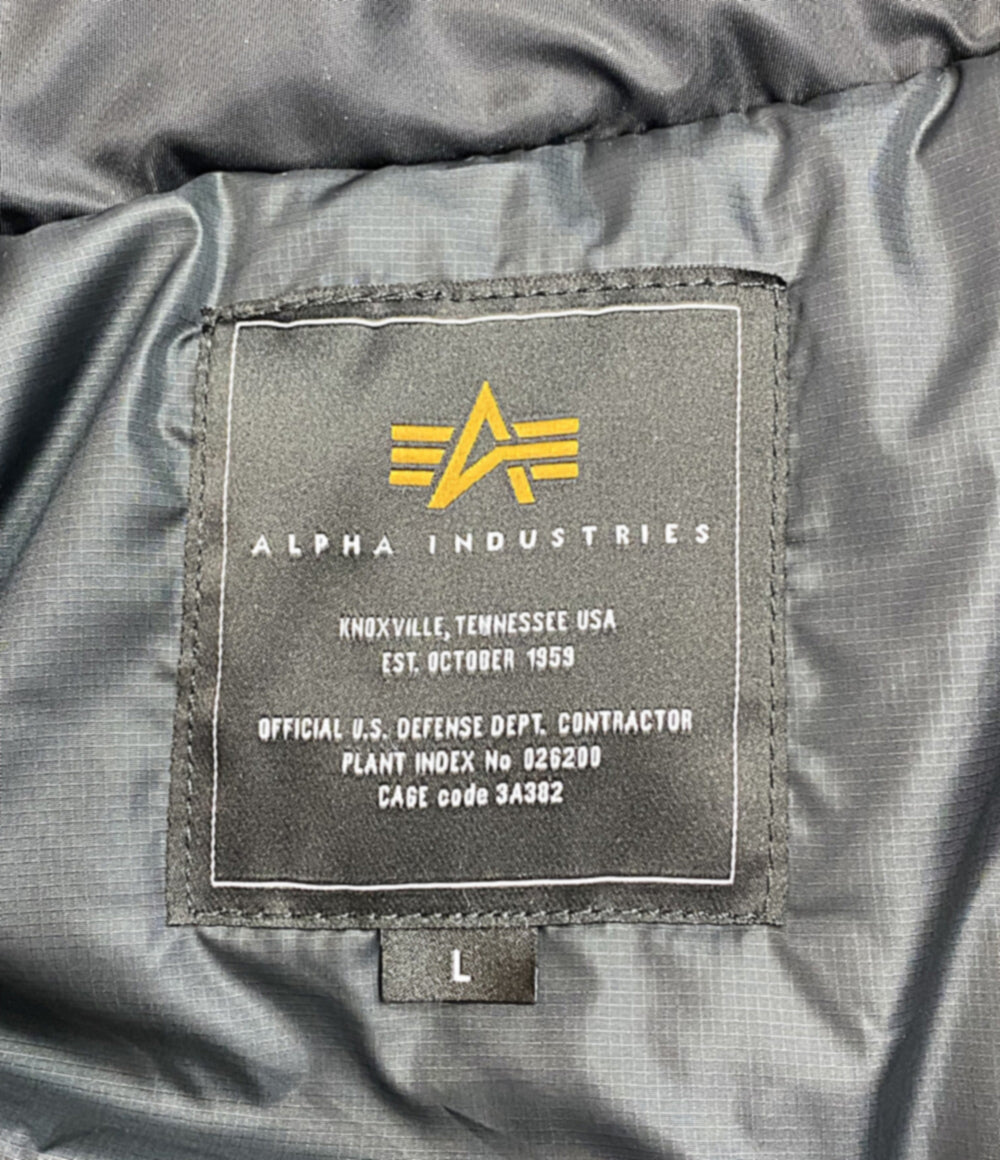 ALPHA INDUSTRIES
KNOXVILLE, TENNESSEE USA
EST. OCTOBER 1959
OFFICIAL U.S. DEFENSE DEPT. CONTRACTOR
PLANT INDEX No 026200
CAGE code 3A382
L